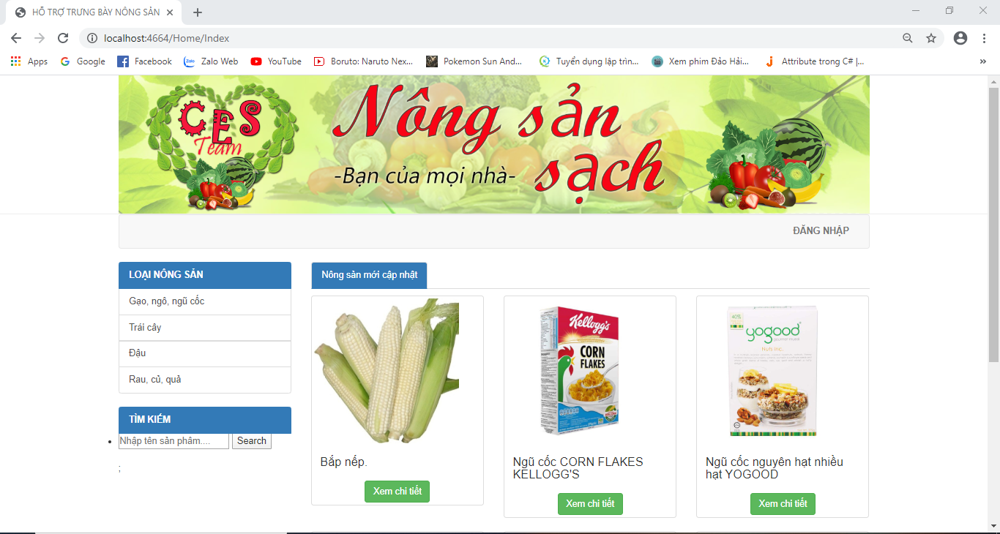 HỖ TRỢ TRƯNG BÀY NÔNG SẢN
localhost:4664/Home/Index
Apps Google Facebook Zalo Web YouTube Boruto: Naruto Nex... Pokemon Sun And... Tuyển dụng lập trìn... Xem phim Đảo Hải... Attribute trong C# |... »
CES
Team
Nông sản
sạch
-Bạn của mọi nhà-
ĐĂNG NHẬP
LOẠI NÔNG SẢN
Gạo, ngô, ngũ cốc
Trái cây
Đậu
Rau, củ, quả
TÌM KIẾM
Nhập tên sản phẩm.... Search
;
Nông sản mới cập nhật
Bắp nếp.
Xem chi tiết
Kellogg's
CORN
FLAKES
Ngũ cốc CORN FLAKES
KELLOGG'S
Xem chi tiết
40%
yogood
Nuts Inc.
Ngũ cốc nguyên hạt nhiều
hạt YOGOOD
Xem chi tiết